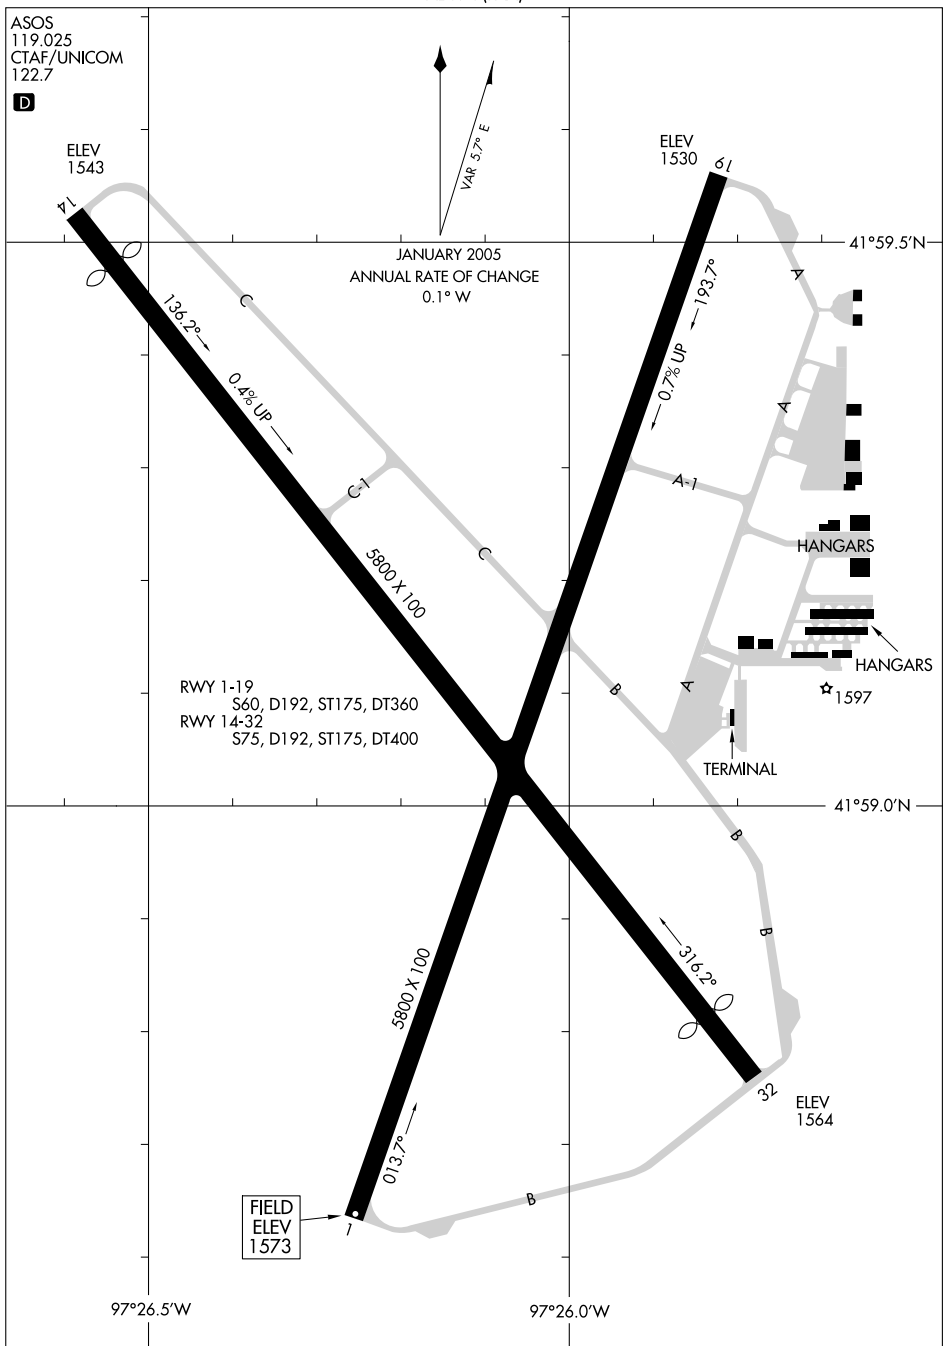 ASOS
119.025
CTAF/UNICOM
122.7
D
ELEV
1543
14
VAR 5.7° E
JANUARY 2005
ANNUAL RATE OF CHANGE
0.1° W
ELEV
1530
19
41°59.5'N
A
193.7°
0.7% UP
C
136.2°
0.4% UP
A
A-1
C-1
C
5800 X 100
HANGARS
HANGARS
1597
RWY 1-19
S60, D192, ST175, DT360
RWY 14-32
S75, D192, ST175, DT400
B
A
TERMINAL
41°59.0'N
B
B
316.2°
5800 X 100
32
ELEV
1564
013.7°
B
FIELD
ELEV
1573
1
97°26.5'W
97°26.0'W